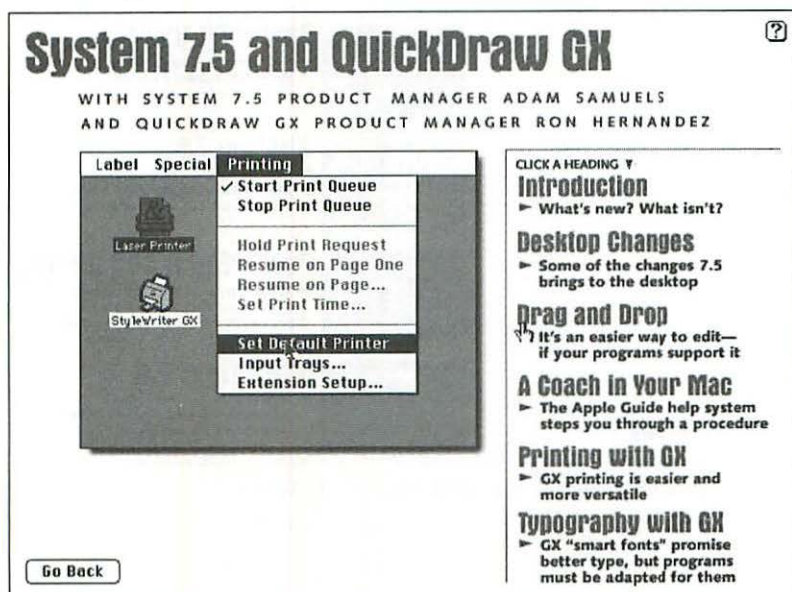 System 7.5 and QuickDraw GX
?
WITH SYSTEM 7.5 PRODUCT MANAGER ADAM SAMUELS
AND QUICKDRAW GX PRODUCT MANAGER RON HERNANDEZ
Label Special Printing
✓ Start Print Queue
Stop Print Queue
Hold Print Request
Resume on Page One
Resume on Page...
Set Print Time...
Set Default Printer
Input Trays...
Extension Setup...
Laser Printer
StyleWriter GX
CLICK A HEADING ▼
Introduction
► What's new? What isn't?
Desktop Changes
► Some of the changes 7.5
brings to the desktop
Drag and Drop
It's an easier way to edit—
if your programs support it
A Coach in Your Mac
► The Apple Guide help system
steps you through a procedure
Printing with GX
► GX printing is easier and
more versatile
Typography with GX
► GX "smart fonts" promise
better type, but programs
must be adapted for them
Go Back